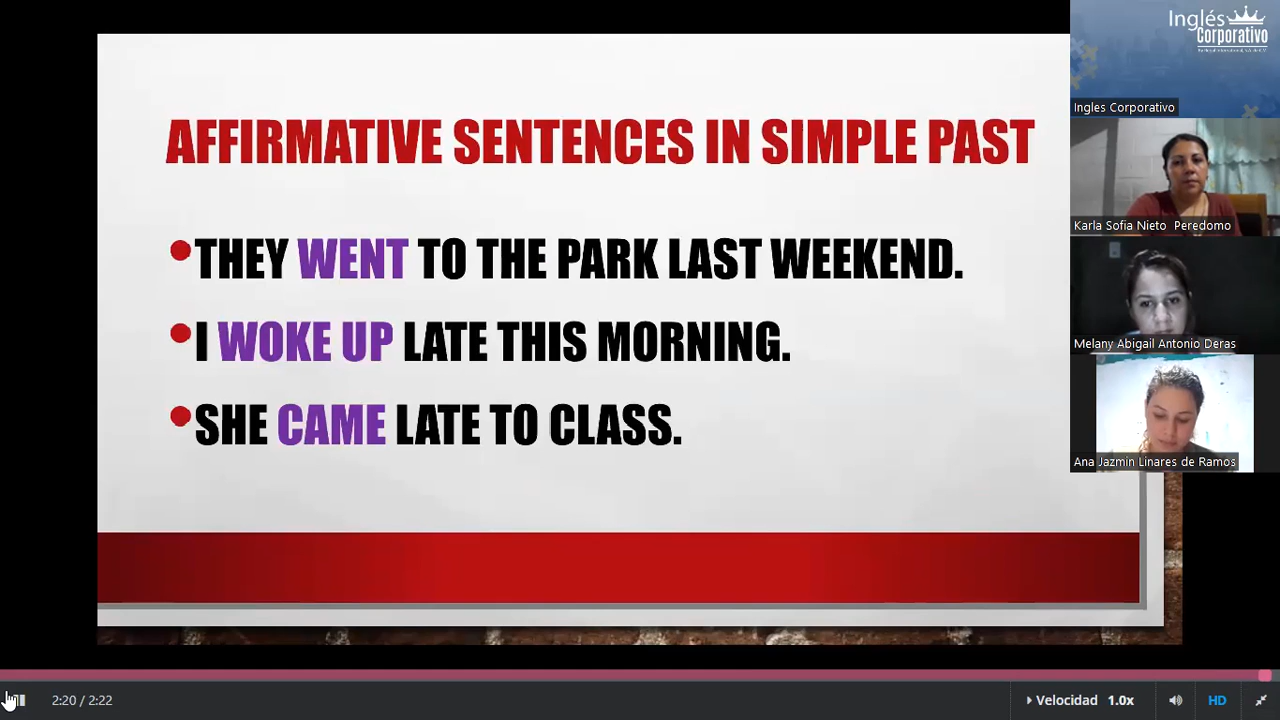 AFFIRMATIVE SENTENCES IN SIMPLE PAST
•THEY WENT TO THE PARK LAST WEEKEND.
•I WOKE UP LATE THIS MORNING.
•SHE CAME LATE TO CLASS.
Inglés
Corporativo
Ingles Corporativo
Karla Sofia Nieto Peredomo
Melany Abigail Antonio Deras
Ana Jazmin Linares de Ramos
2:20 / 2:22
Velocidad 1.0x
HD